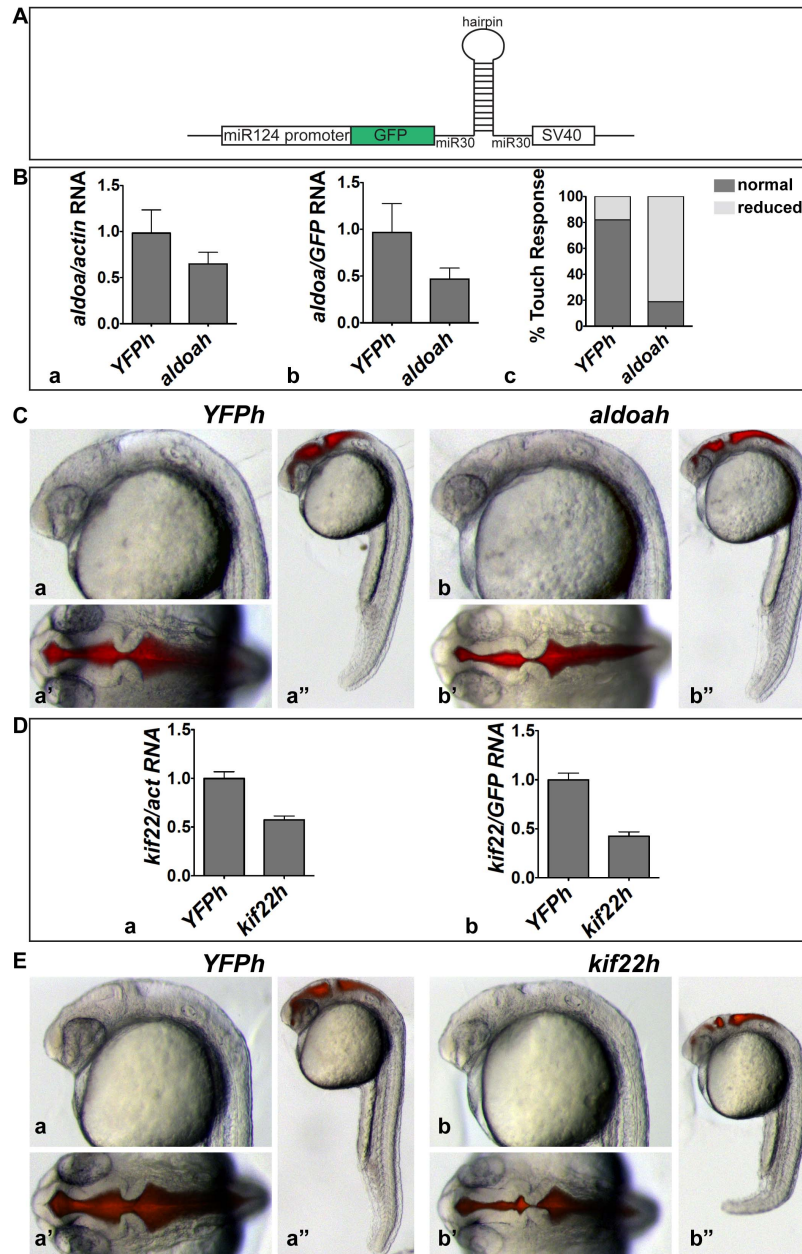 A
hairpin
miR124 promoter GFP miR30 miR30 SV40
B
aldoa/actin RNA
1.5
1.0
0.5
0.0
YFPh
aldoah
a
aldoa/GFP RNA
1.5
1.0
0.5
0.0
YFPh
aldoah
b
% Touch Response
100
80
60
40
20
0
YFPh
aldoah
c
normal
reduced
C
YFPh
aldoah
a
a'
a"
b
b'
b"
D
kif22/act RNA
1.5
1.0
0.5
0.0
YFPh
kif22h
a
kif22/GFP RNA
1.5
1.0
0.5
0.0
YFPh
kif22h
b
E
YFPh
kif22h
a
a'
a"
b
b'
b"